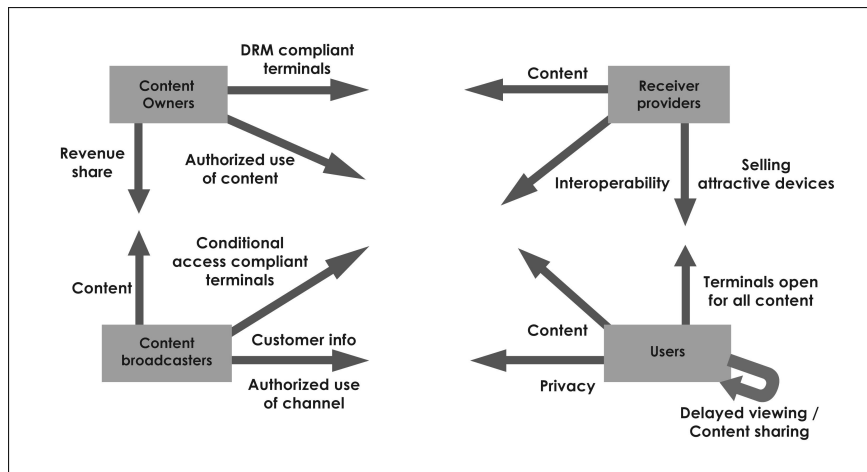 DRM compliant
terminals
Content
Owners
Revenue
share
Authorized use
of content
Content
Receiver
providers
Interoperability
Selling
attractive devices
Conditional
access compliant
terminals
Content
Content
broadcasters
Customer info
Authorized use
of channel
Terminals open
for all content
Content
Users
Privacy
Delayed viewing /
Content sharing